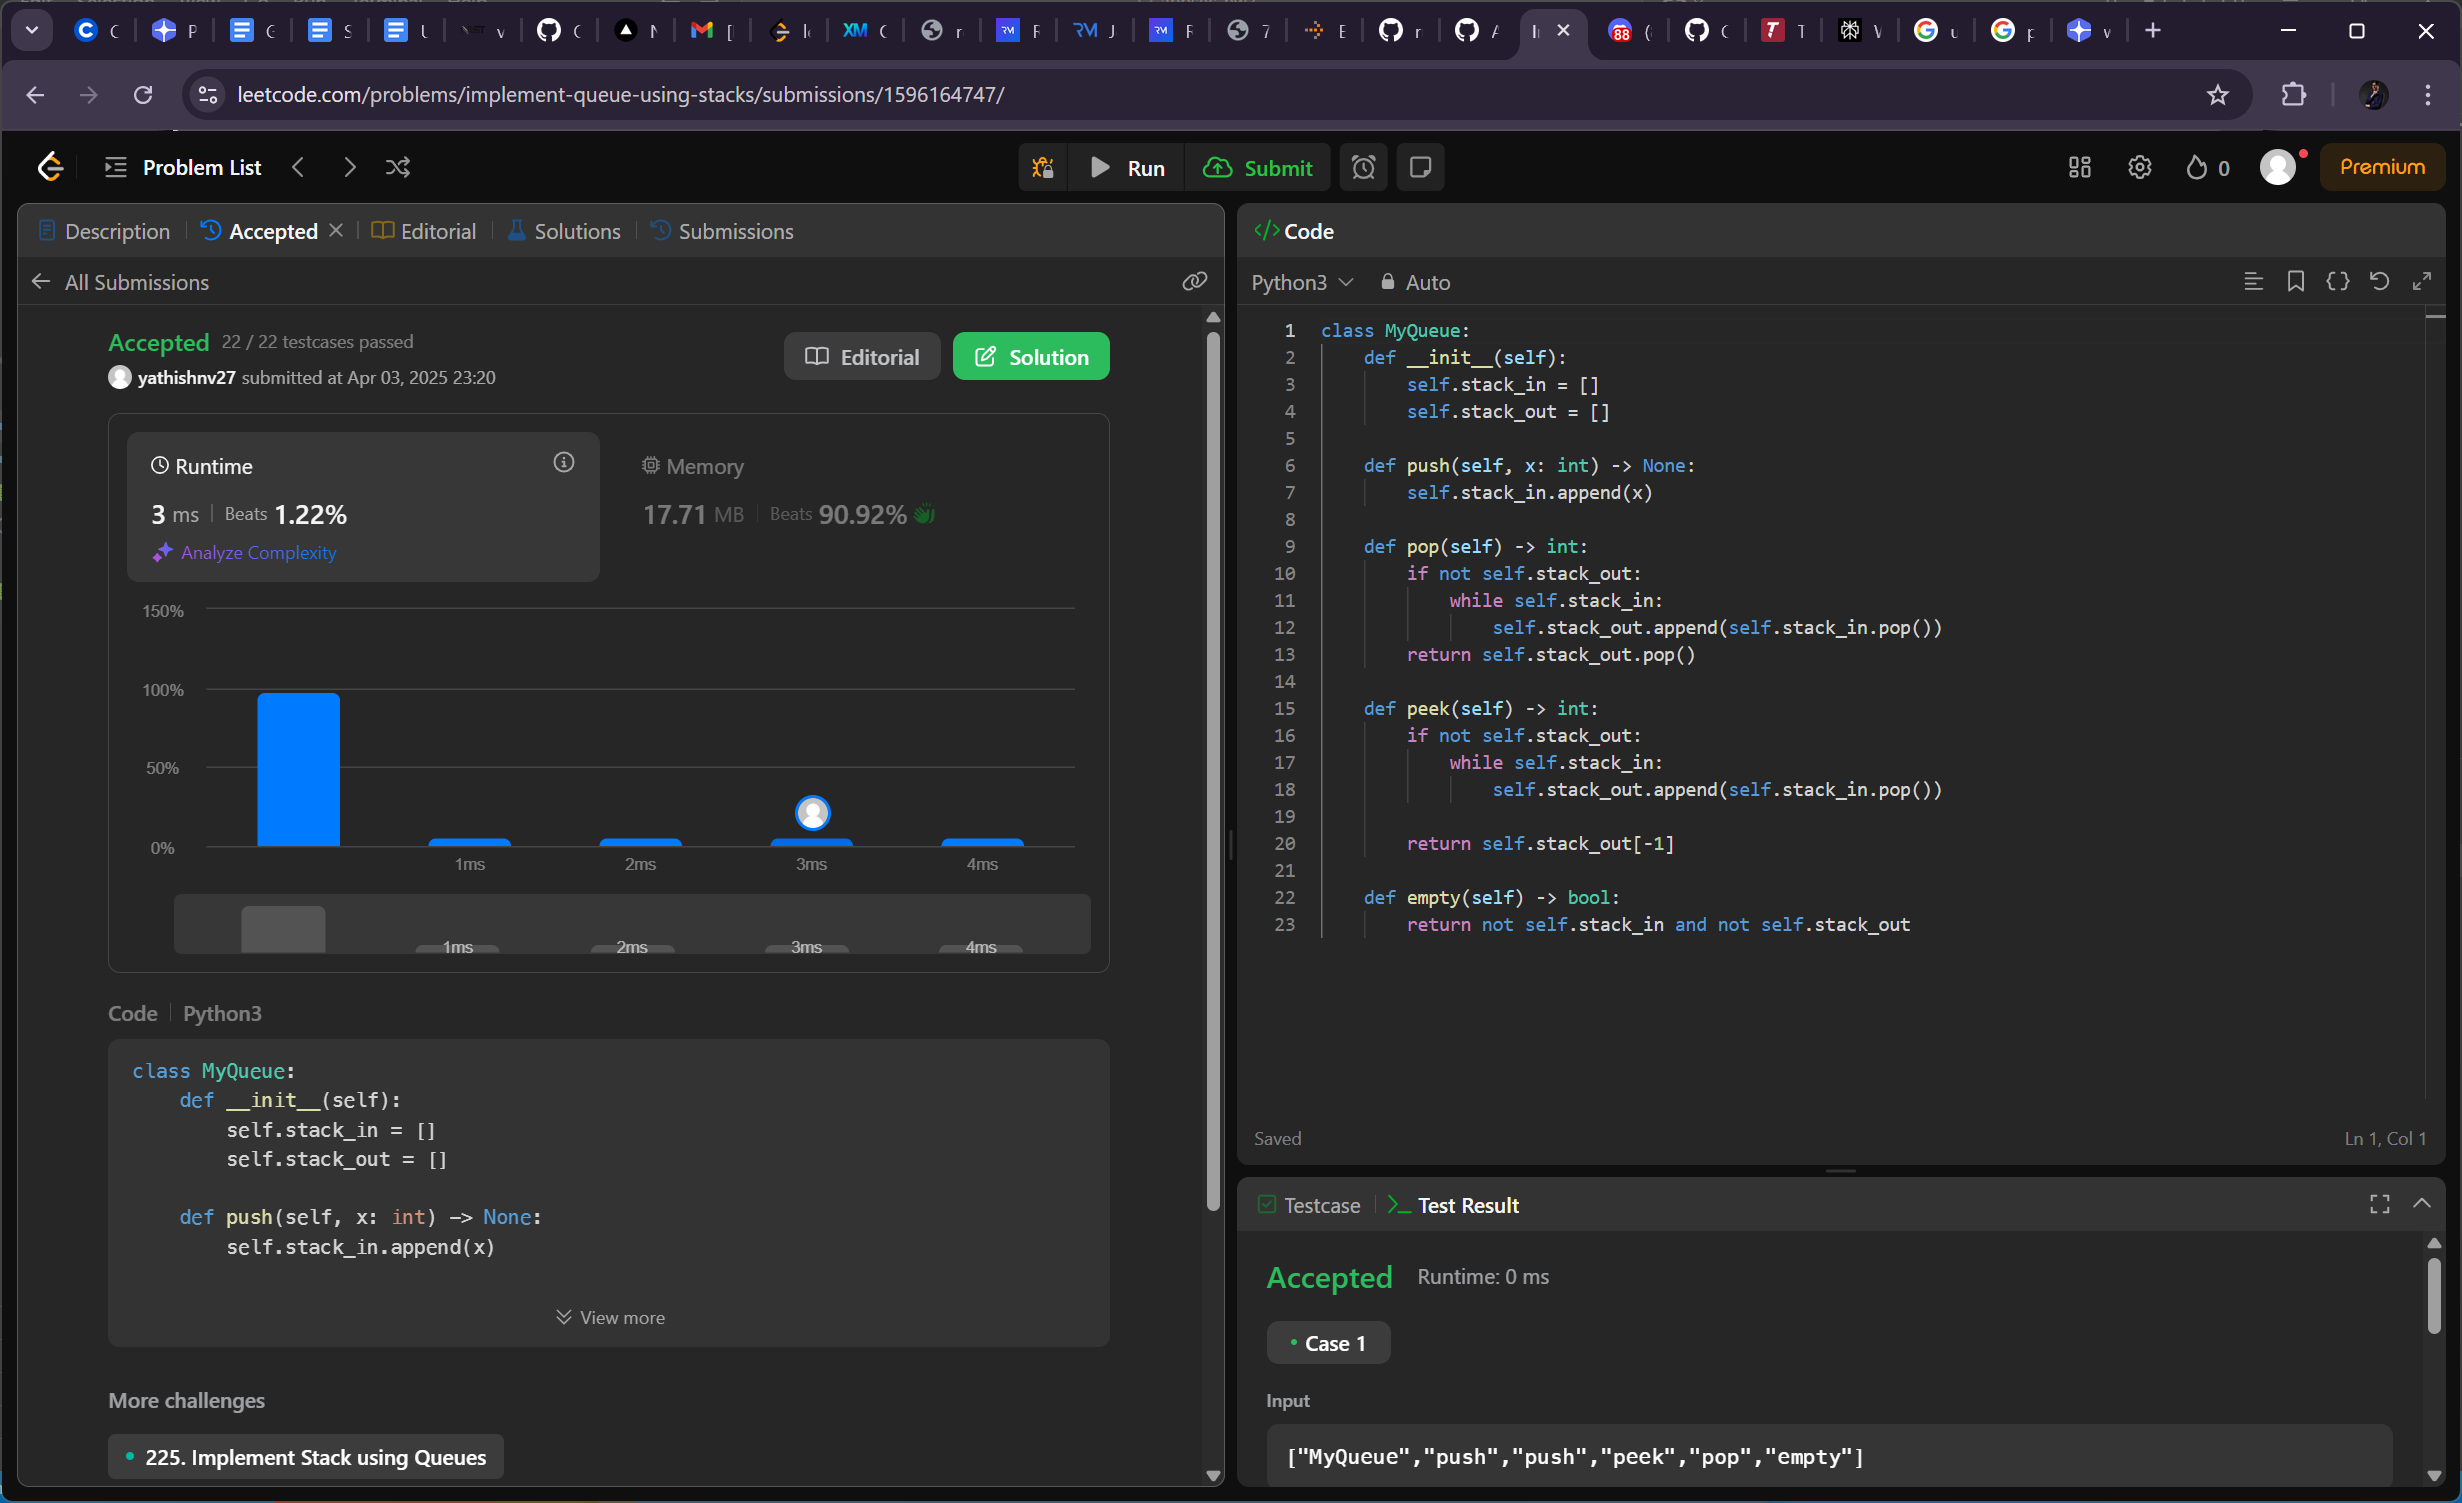 leetcode.com/problems/implement-queue-using-stacks/submissions/1596164747/
Problem List
Run
Submit
0
Premium
Description
Accepted
Editorial
Solutions
Submissions
All Submissions
Accepted 22 / 22 testcases passed
yathishnv27 submitted at Apr 03, 2025 23:20
Editorial
Solution
Runtime
3 ms | Beats 1.22%
Analyze Complexity
Memory
17.71 MB | Beats 90.92%
150%
100%
50%
0%
1ms 2ms 3ms 4ms
1ms 2ms 3ms 4ms
Code | Python3
class MyQueue:
    def __init__(self):
        self.stack_in = []
        self.stack_out = []

    def push(self, x: int) -> None:
        self.stack_in.append(x)
View more
More challenges
225. Implement Stack using Queues
</> Code
Python3
Auto
1 class MyQueue:
2     def __init__(self):
3         self.stack_in = []
4         self.stack_out = []
5
6     def push(self, x: int) -> None:
7         self.stack_in.append(x)
8
9     def pop(self) -> int:
10         if not self.stack_out:
11             while self.stack_in:
12                 self.stack_out.append(self.stack_in.pop())
13         return self.stack_out.pop()
14
15     def peek(self) -> int:
16         if not self.stack_out:
17             while self.stack_in:
18                 self.stack_out.append(self.stack_in.pop())
19
20         return self.stack_out[-1]
21
22     def empty(self) -> bool:
23         return not self.stack_in and not self.stack_out
Saved
Ln 1, Col 1
Testcase
Test Result
Accepted Runtime: 0 ms
Case 1
Input
["MyQueue","push","push","peek","pop","empty"]